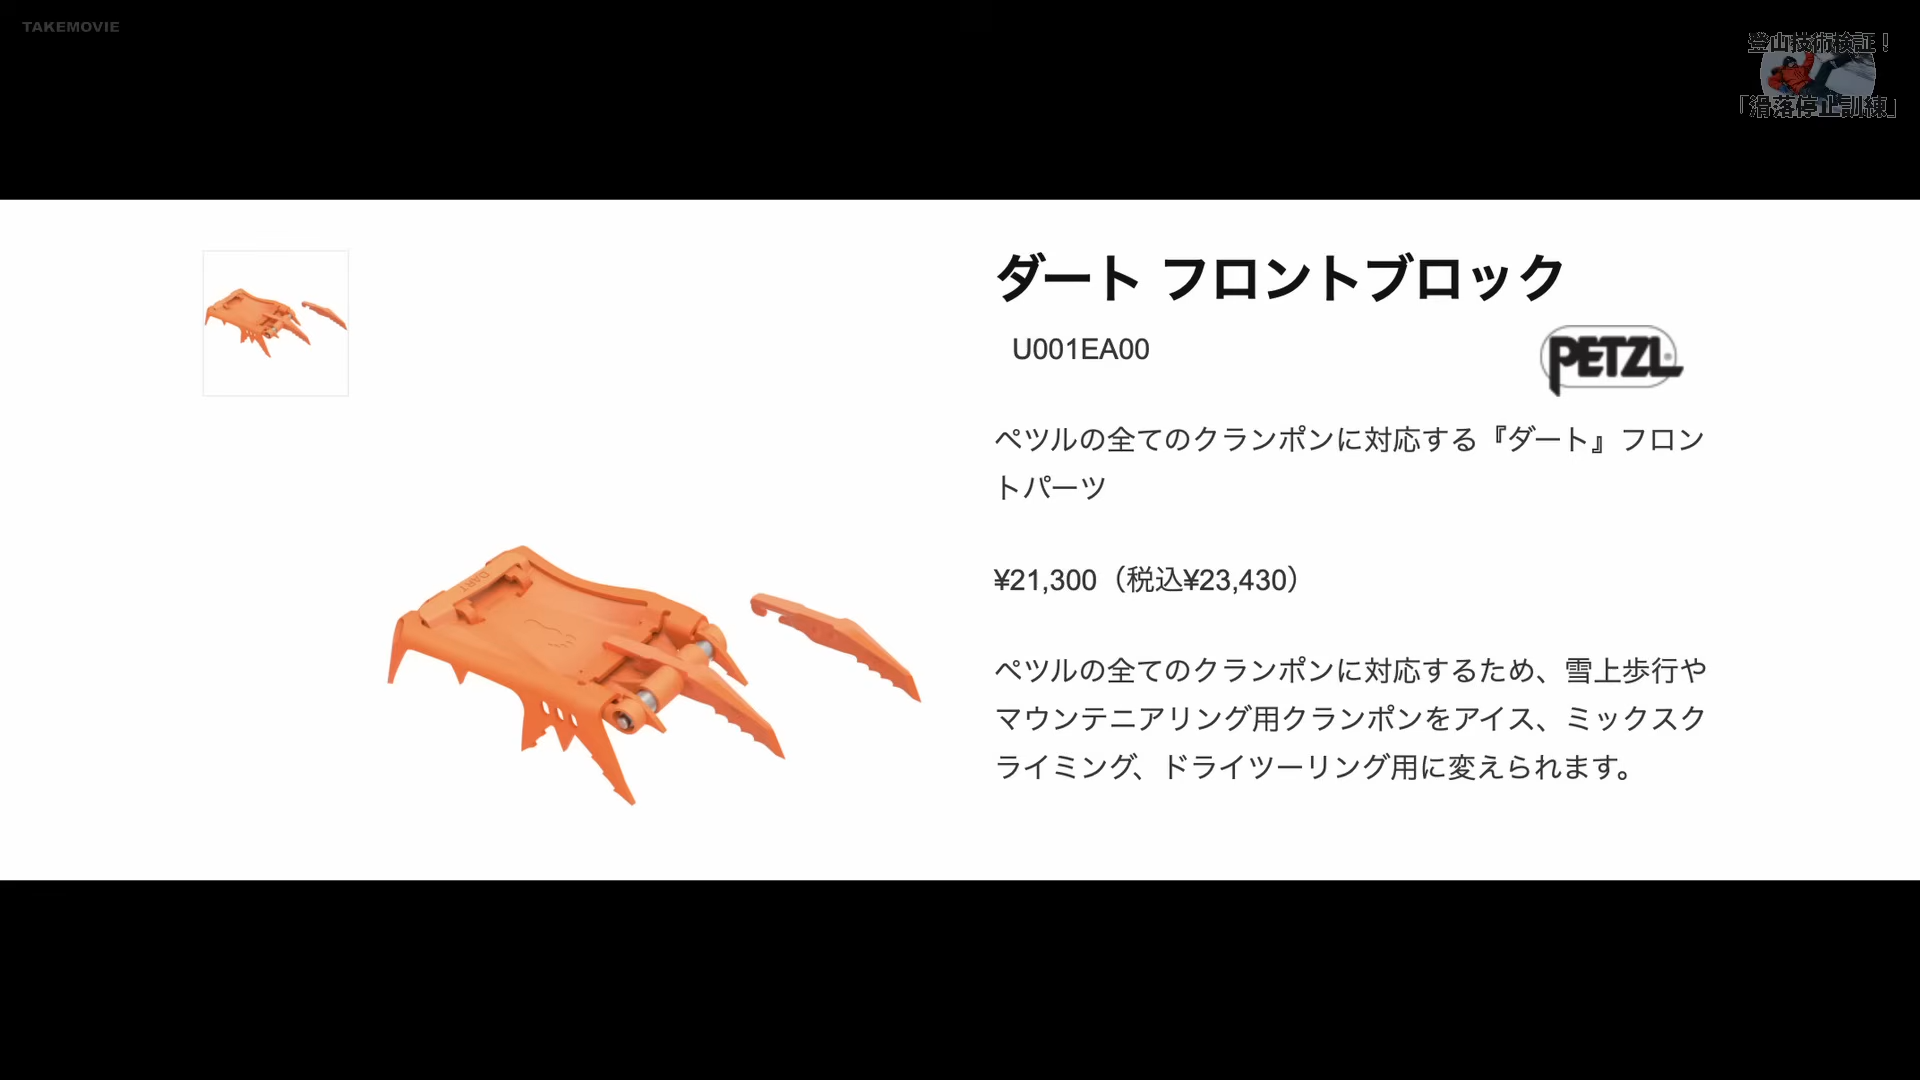 TAKEMOVIE
登山技術検証！
「滑落停止訓練」
ダート フロントブロック
U001EA00
PETZL
ペツルの全てのクランポンに対応する『ダート』フロン
トパーツ
¥21,300（税込¥23,430）
ペツルの全てのクランポンに対応するため、雪上歩行や
マウンテニアリング用クランポンをアイス、ミックスク
ライミング、ドライツーリング用に変えられます。
DART